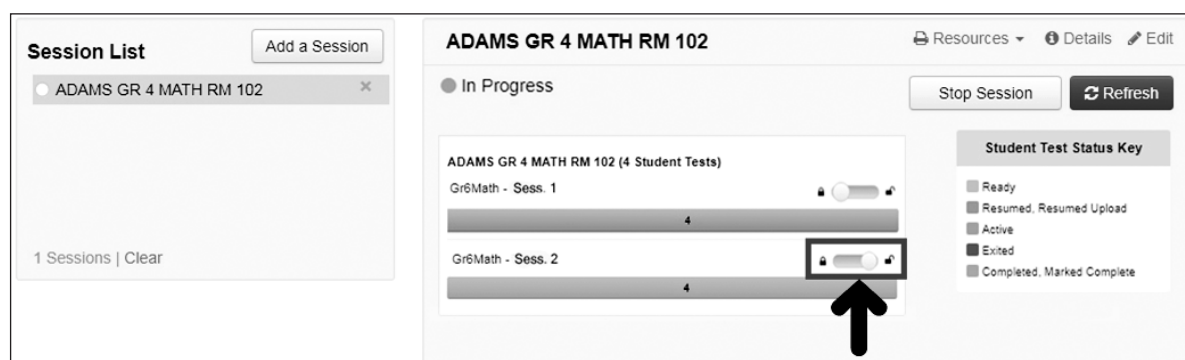 Session List
Add a Session
ADAMS GR 4 MATH RM 102
1 Sessions | Clear
ADAMS GR 4 MATH RM 102
Resources
Details
Edit
In Progress
Stop Session
Refresh
ADAMS GR 4 MATH RM 102 (4 Student Tests)
Gr6Math - Sess. 1
4
Gr6Math - Sess. 2
4
Student Test Status Key
Ready
Resumed, Resumed Upload
Active
Exited
Completed, Marked Complete